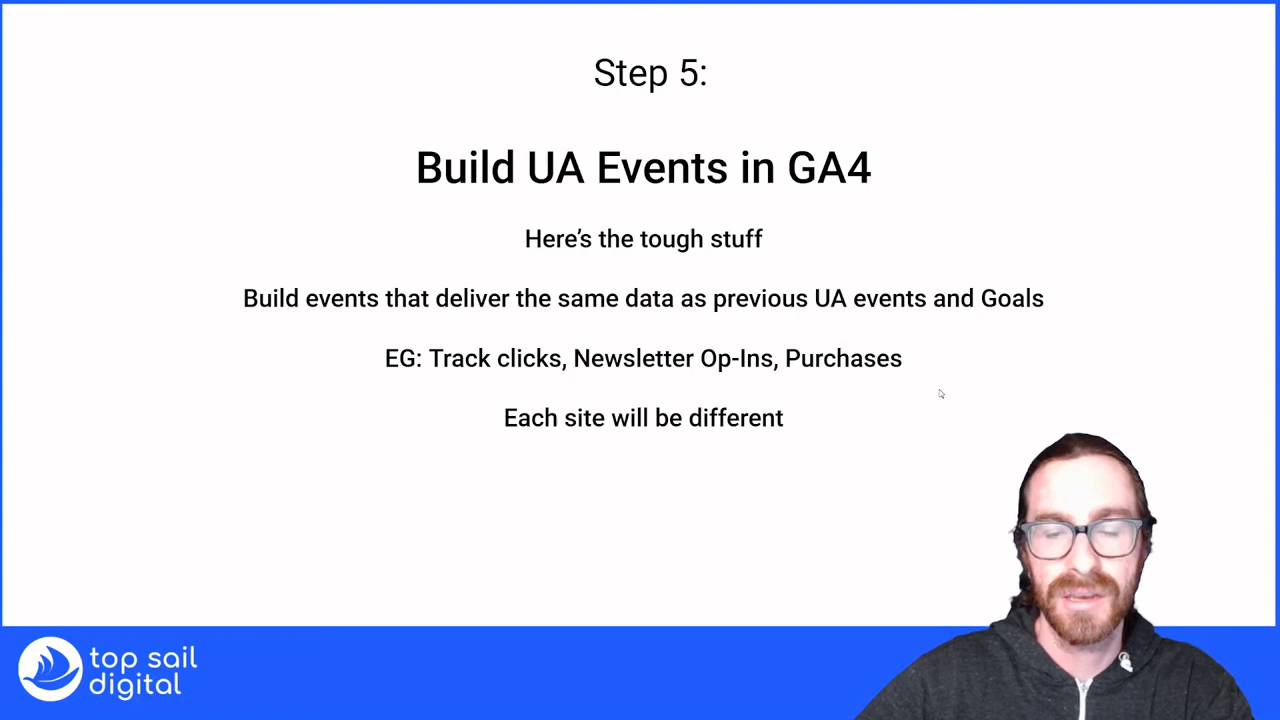 Step 5:
Build UA Events in GA4
Here's the tough stuff
Build events that deliver the same data as previous UA events and Goals
EG: Track clicks, Newsletter Op-Ins, Purchases
Each site will be different
top sail
digital